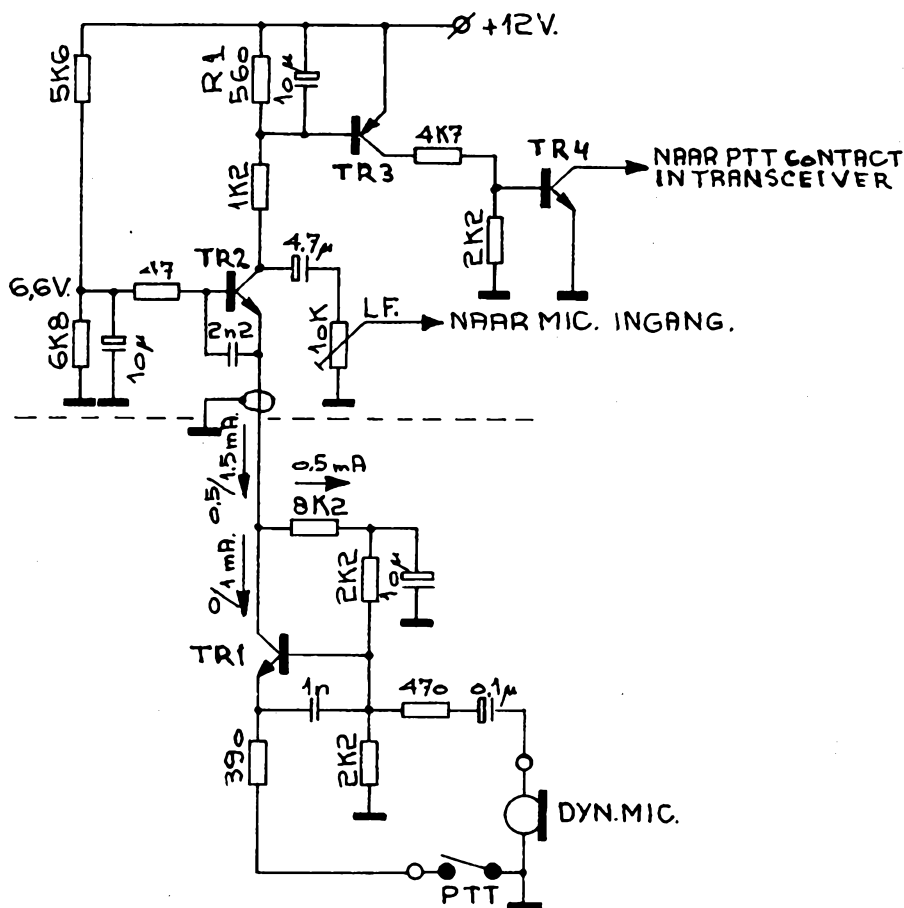 +12V.
5K6
R1
560
10µ
TR3
4K7
TR4
NAAR PTT CONTACT
IN TRANSCEIVER
1K2
2K2
TR2
4.7µ
6,6V.
4K7
2n2
10K
LF.
NAAR MIC. INGANG.
6K8
10µ
0.5/1.5mA.
0.5mA
8K2
0/1mA.
2K2
10µ
TR1
1n
470
0.1µ
390
2K2
DYN.MIC.
PTT